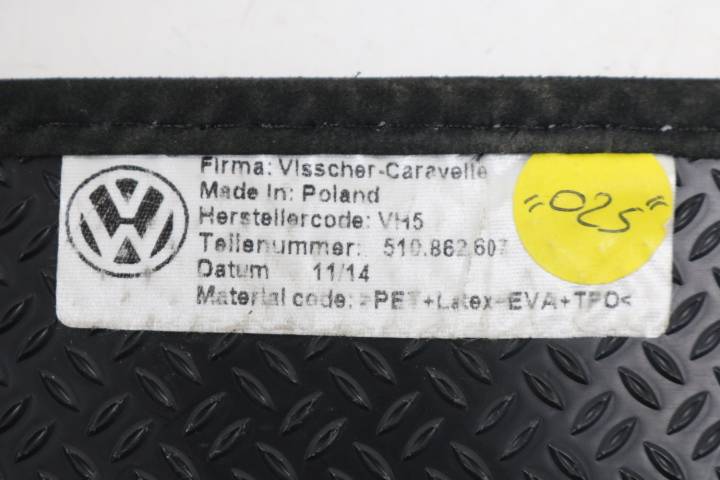 Firma: Visscher-Caravelle
Made In: Poland
Herstellercode: VH5
Teilenummer: 510.862.607
Datum 11/14
Material code: >PET+Latex-EVA+TPO<
"025"